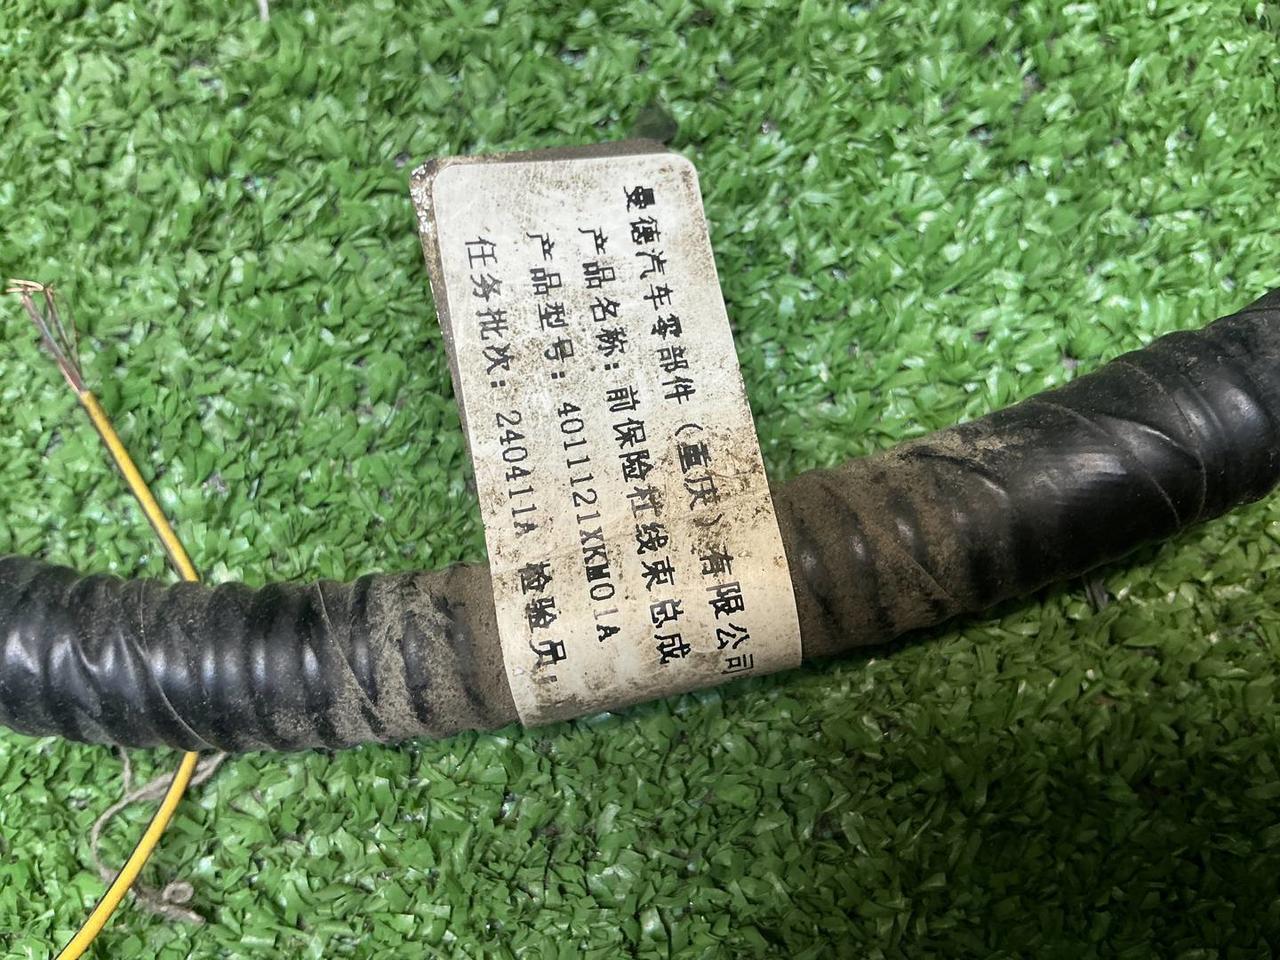 曼德汽车零部件（重庆）有限公司
产品名称：前保险杠线束总成
产品型号：4011121XKM01A
任务批次：240411A 检验员：